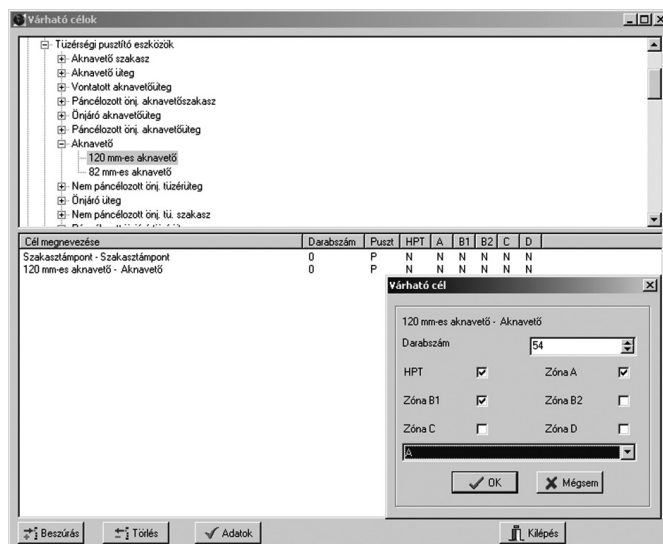 Várható célok
Tüzérségi pusztító eszközök
Aknavető szakasz
Aknavető üteg
Vontatott aknavetőüteg
Páncélozott önj. aknavetőszakasz
Önjáró aknavetőüteg
Páncélozott önj. aknavetőüteg
Aknavető
120 mm-es aknavető
82 mm-es aknavető
Nem páncélozott önj. tüzérüteg
Önjáró üteg
Nem páncélozott önj. tü. szakasz
Cél megnevezése Darabszám Puszt HPT A B1 B2 C D
Szakasztámpont - Szakasztámpont 0 P N N N N N N
120 mm-es aknavető - Aknavető 0 P N N N N N N
Várható cél
120 mm-es aknavető - Aknavető
Darabszám 54
HPT Zóna A
Zóna B1 Zóna B2
Zóna C Zóna D
A
OK Mégsem
Beszúrás Törlés Adatok Kilépés